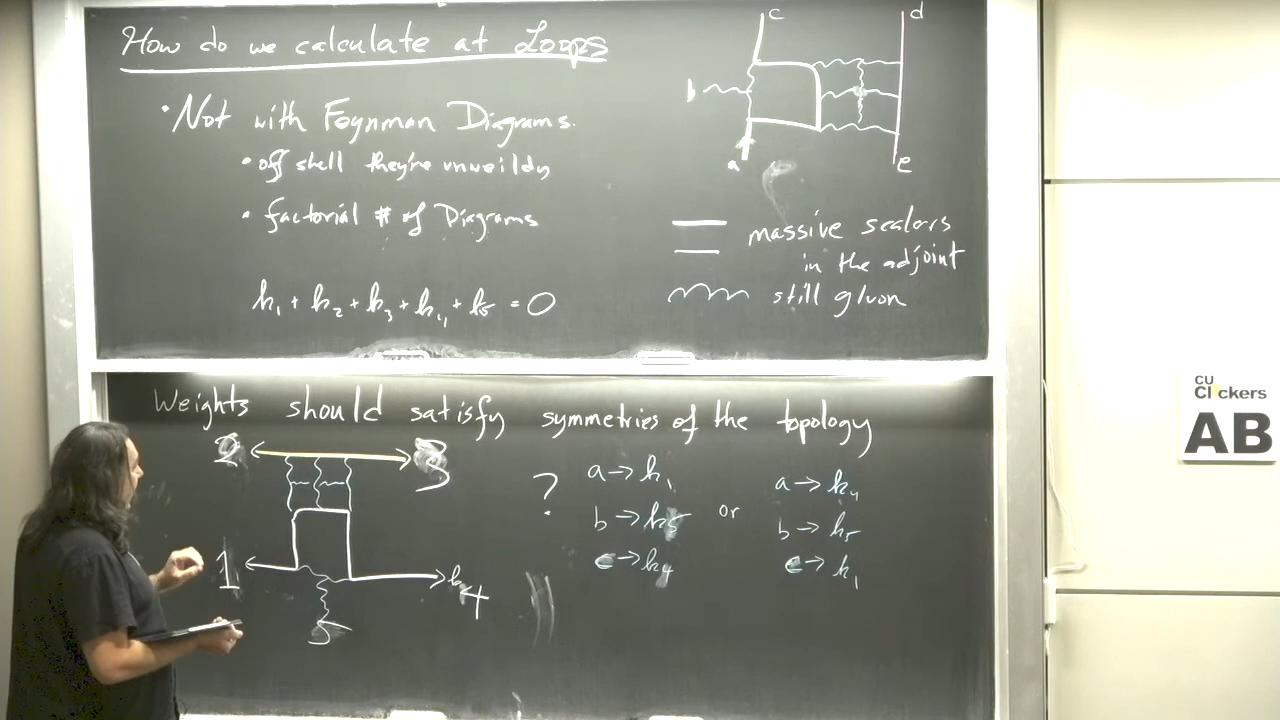 How do we calculate at Loops
• Not with Feynman Diagrams.
• off shell they're unweildy
• factorial # of Diagrams
k₁ + k₂ + k₃ + k₄ + k₅ = 0
c
d
b
a
e
massive scalars
in the adjoint
still gluon
Weights should satisfy symmetries of the topology
2
3
1
k4
5
? a → k₁
b → k5
c → k4
or
a → k₄
b → k₅
c → k₁
CU
Clickers
AB